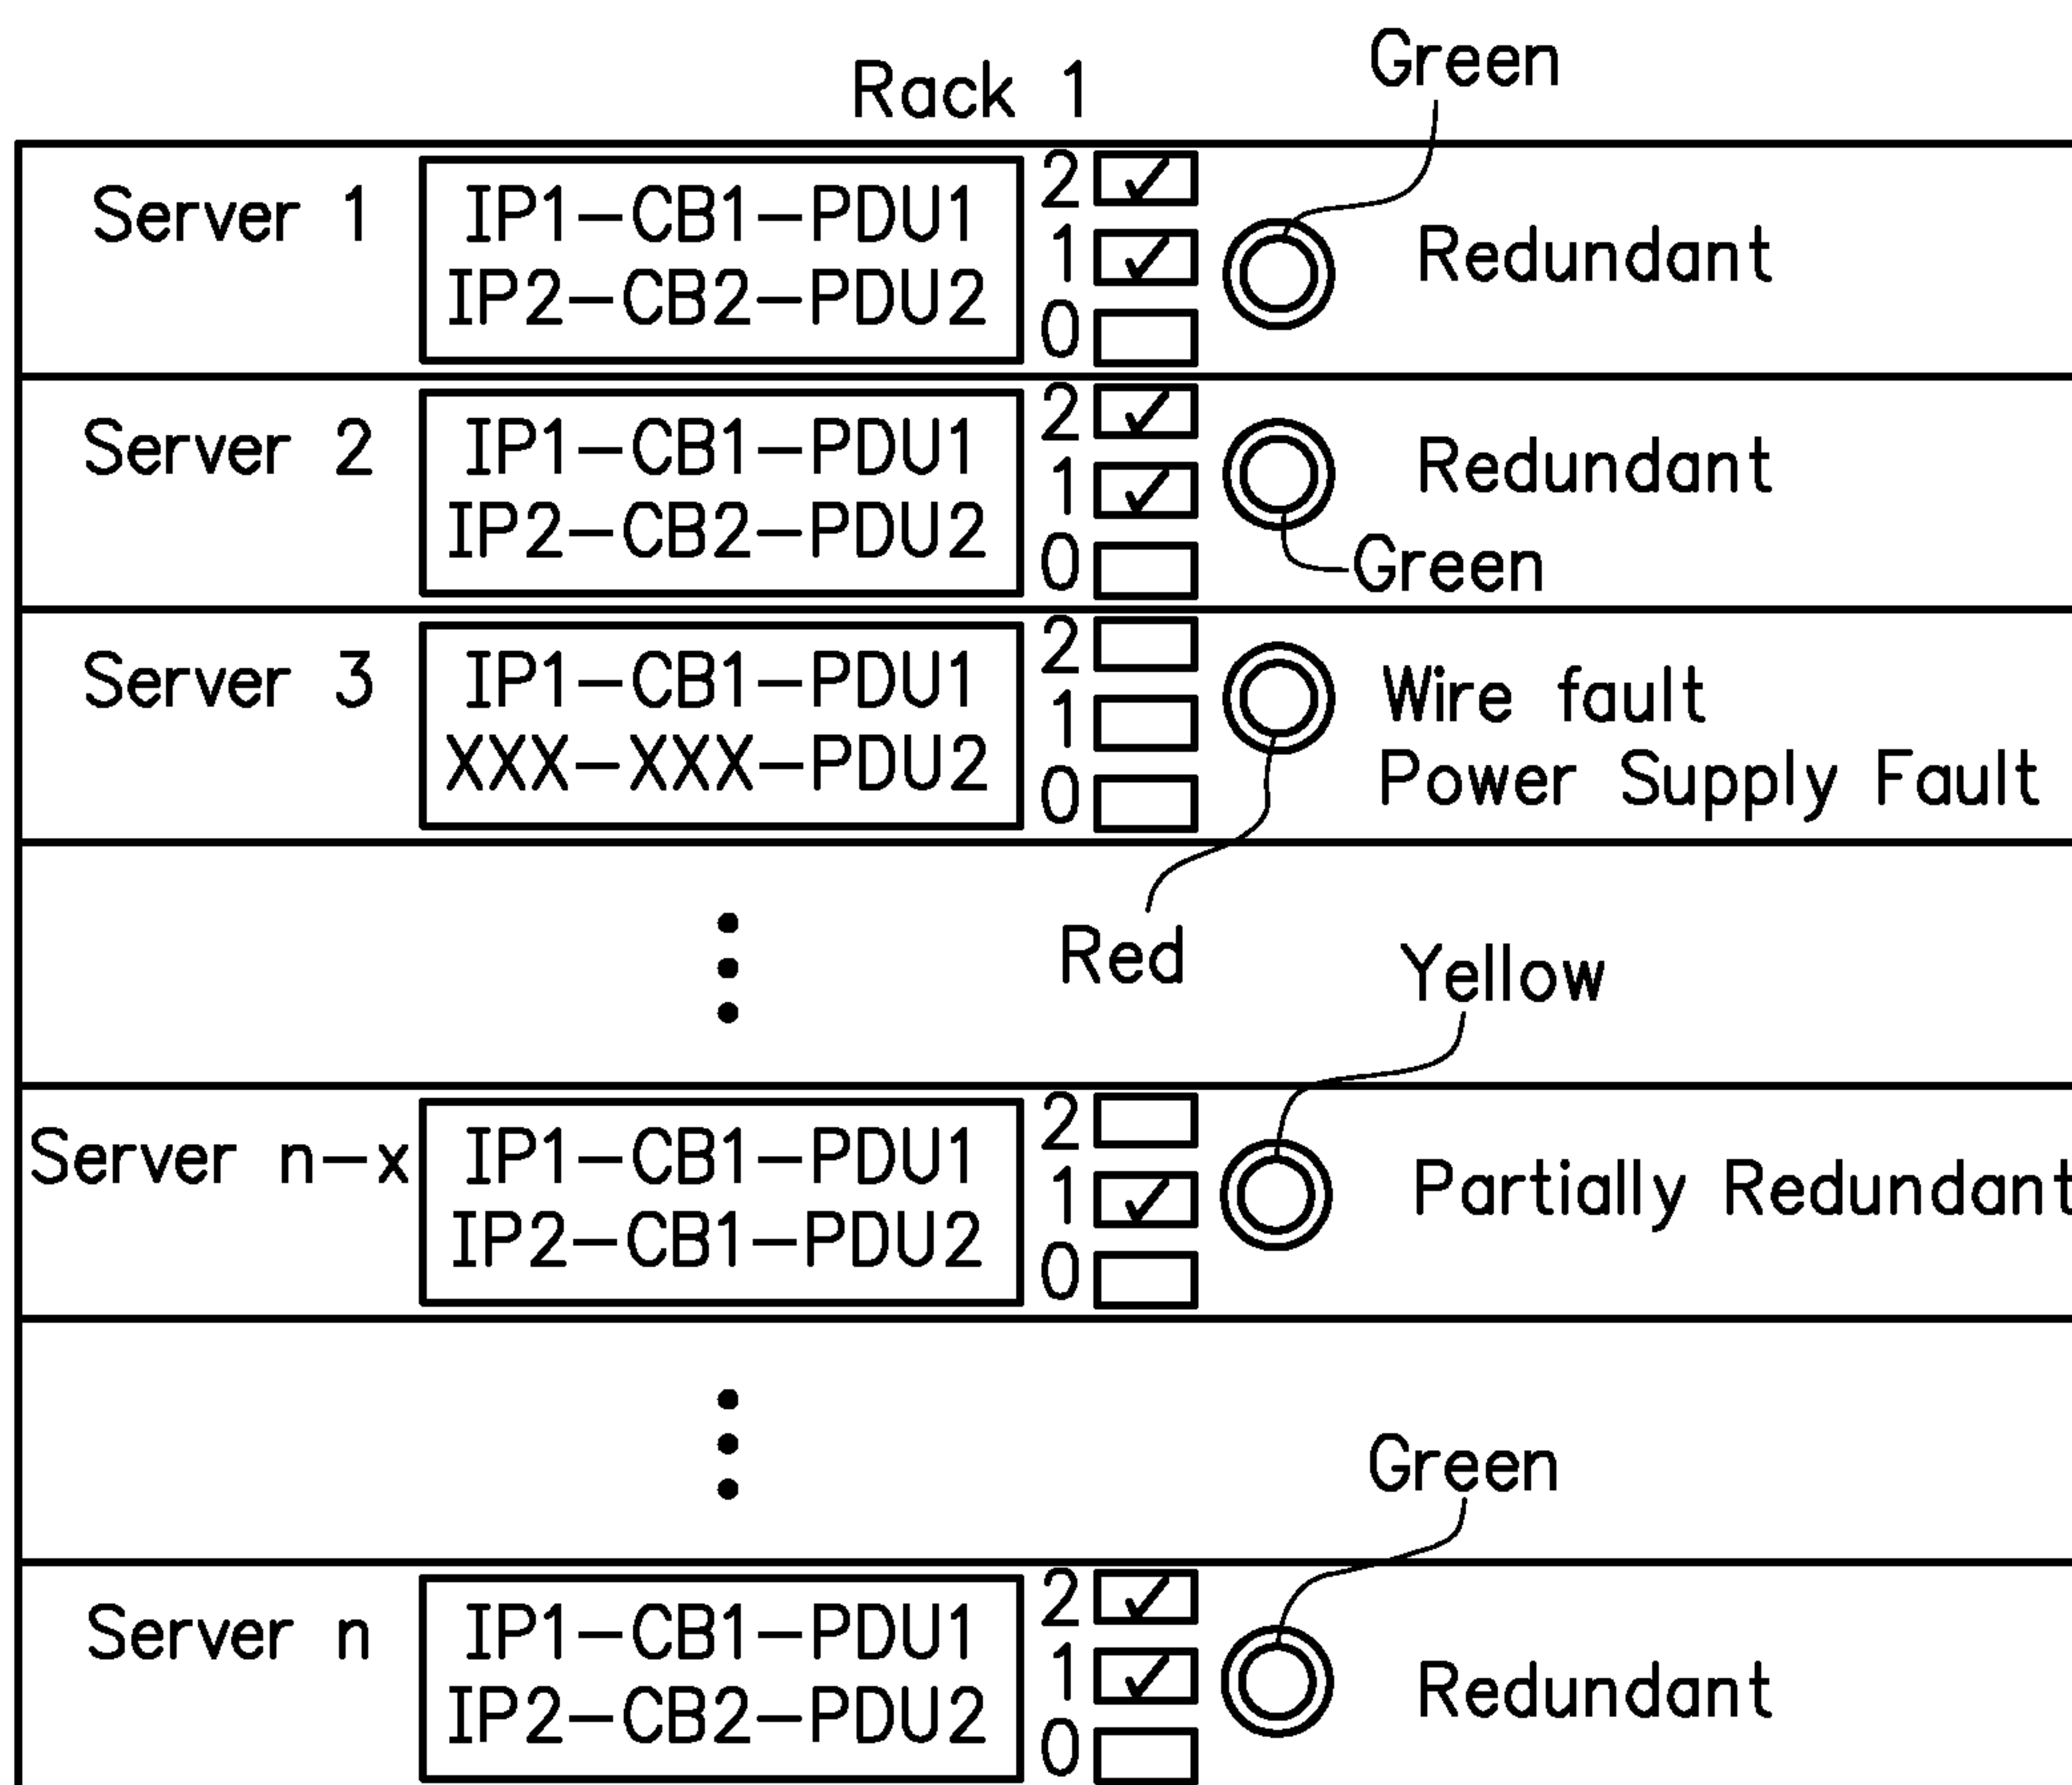 Green
Rack 1
Server 1
IP1-CB1-PDU1
IP2-CB2-PDU2
2
1
0
Redundant
Server 2
IP1-CB1-PDU1
IP2-CB2-PDU2
2
1
0
Redundant
Green
Server 3
IP1-CB1-PDU1
XXX-XXX-PDU2
2
1
0
Wire fault
Power Supply Fault
Red
Yellow
Server n-x
IP1-CB1-PDU1
IP2-CB1-PDU2
2
1
0
Partially Redundant
Green
Server n
IP1-CB1-PDU1
IP2-CB2-PDU2
2
1
0
Redundant